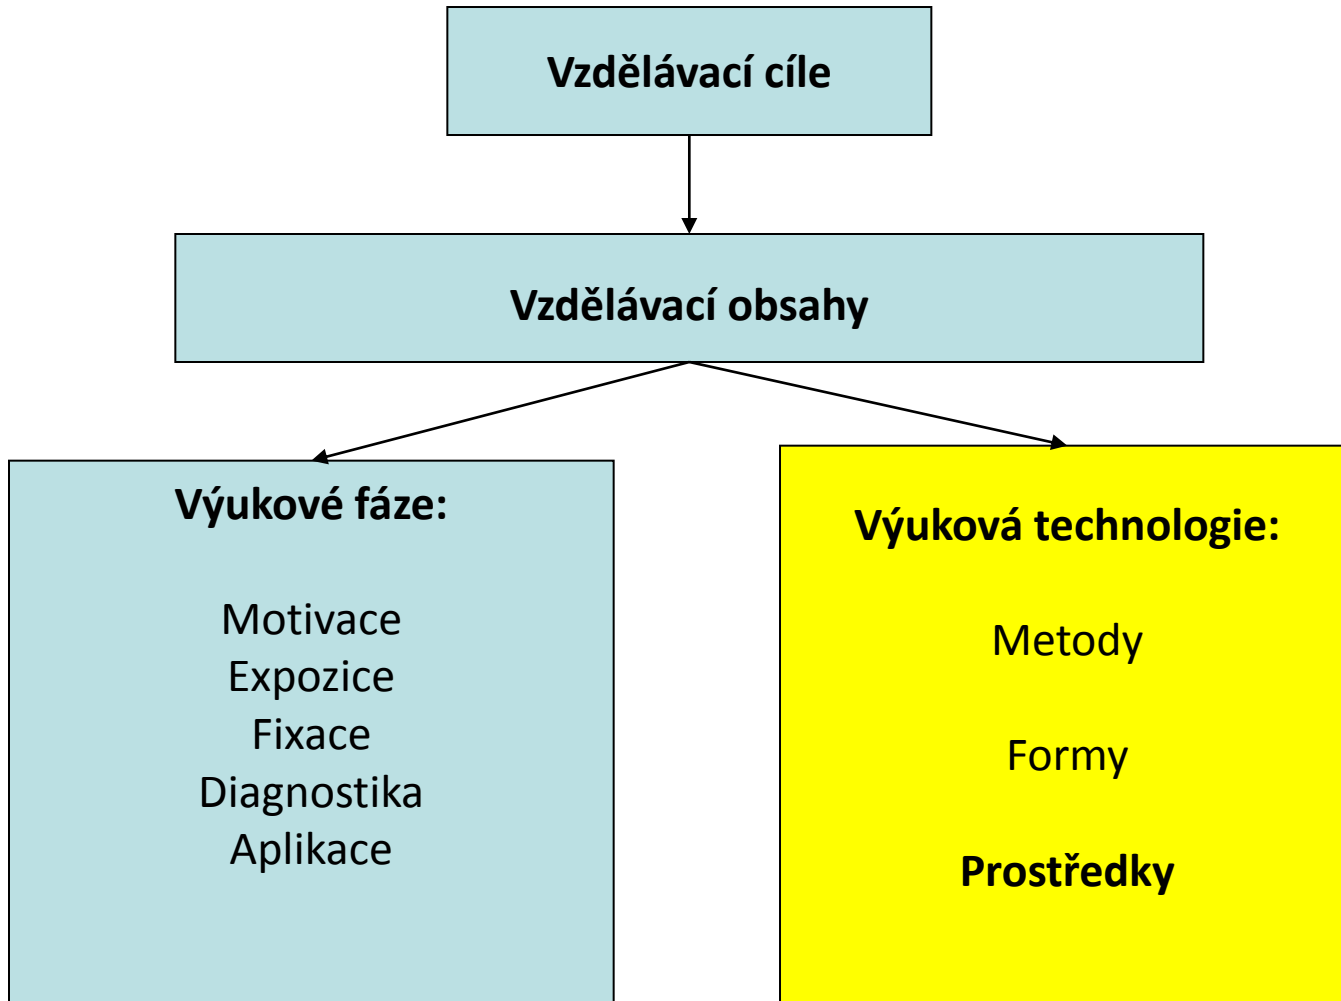 Vzdělávací cíle
Vzdělávací obsahy
Výukové fáze:
Motivace
Expozice
Fixace
Diagnostika
Aplikace
Výuková technologie:
Metody
Formy
Prostředky